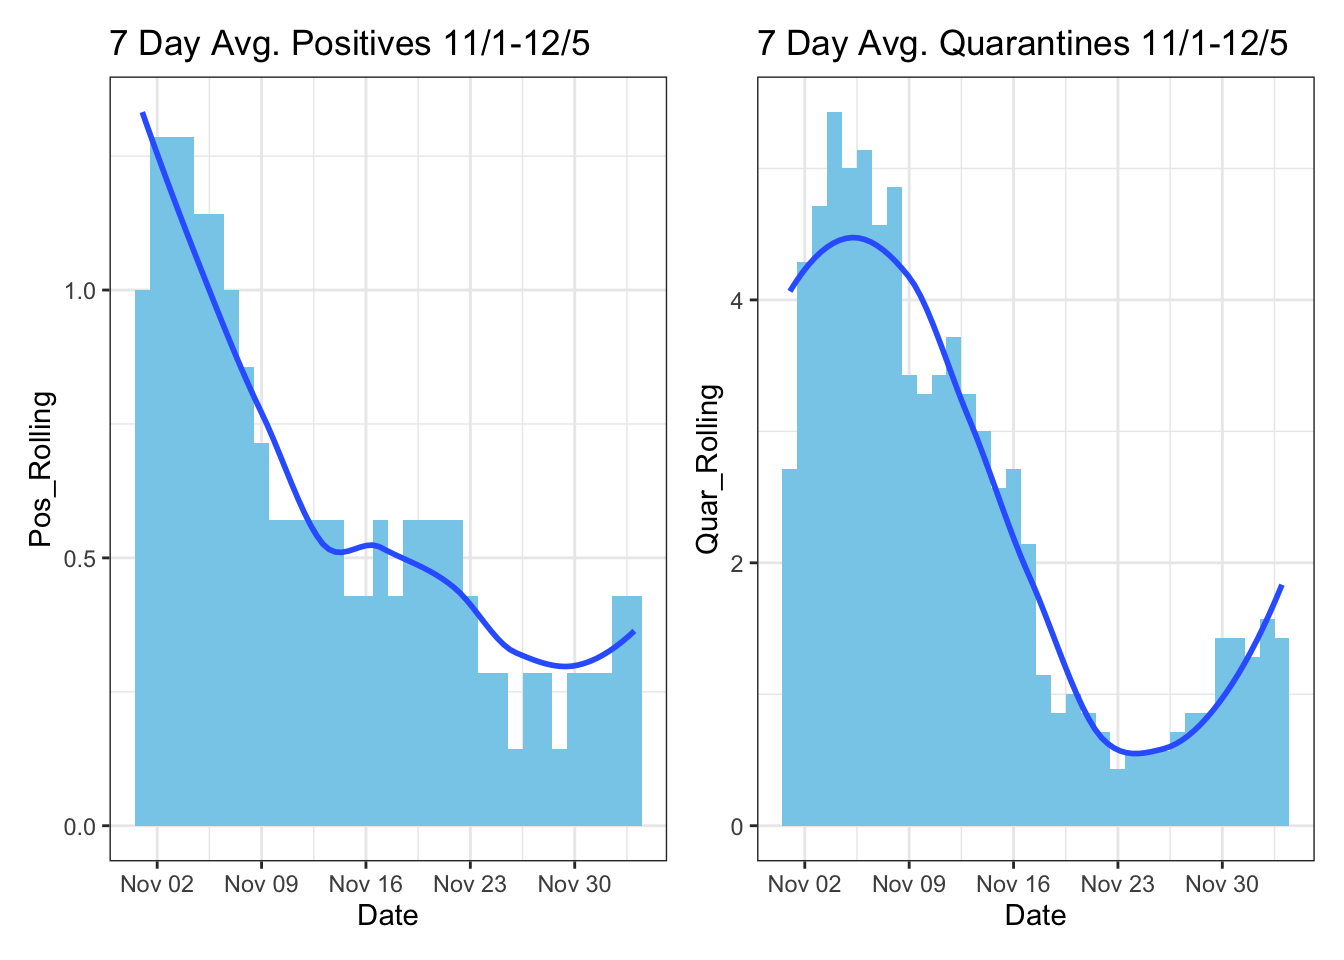 7 Day Avg. Positives 11/1-12/5
Pos_Rolling
1.0
0.5
0.0
Nov 02 Nov 09 Nov 16 Nov 23 Nov 30
Date
7 Day Avg. Quarantines 11/1-12/5
Quar_Rolling
4
2
0
Nov 02 Nov 09 Nov 16 Nov 23 Nov 30
Date